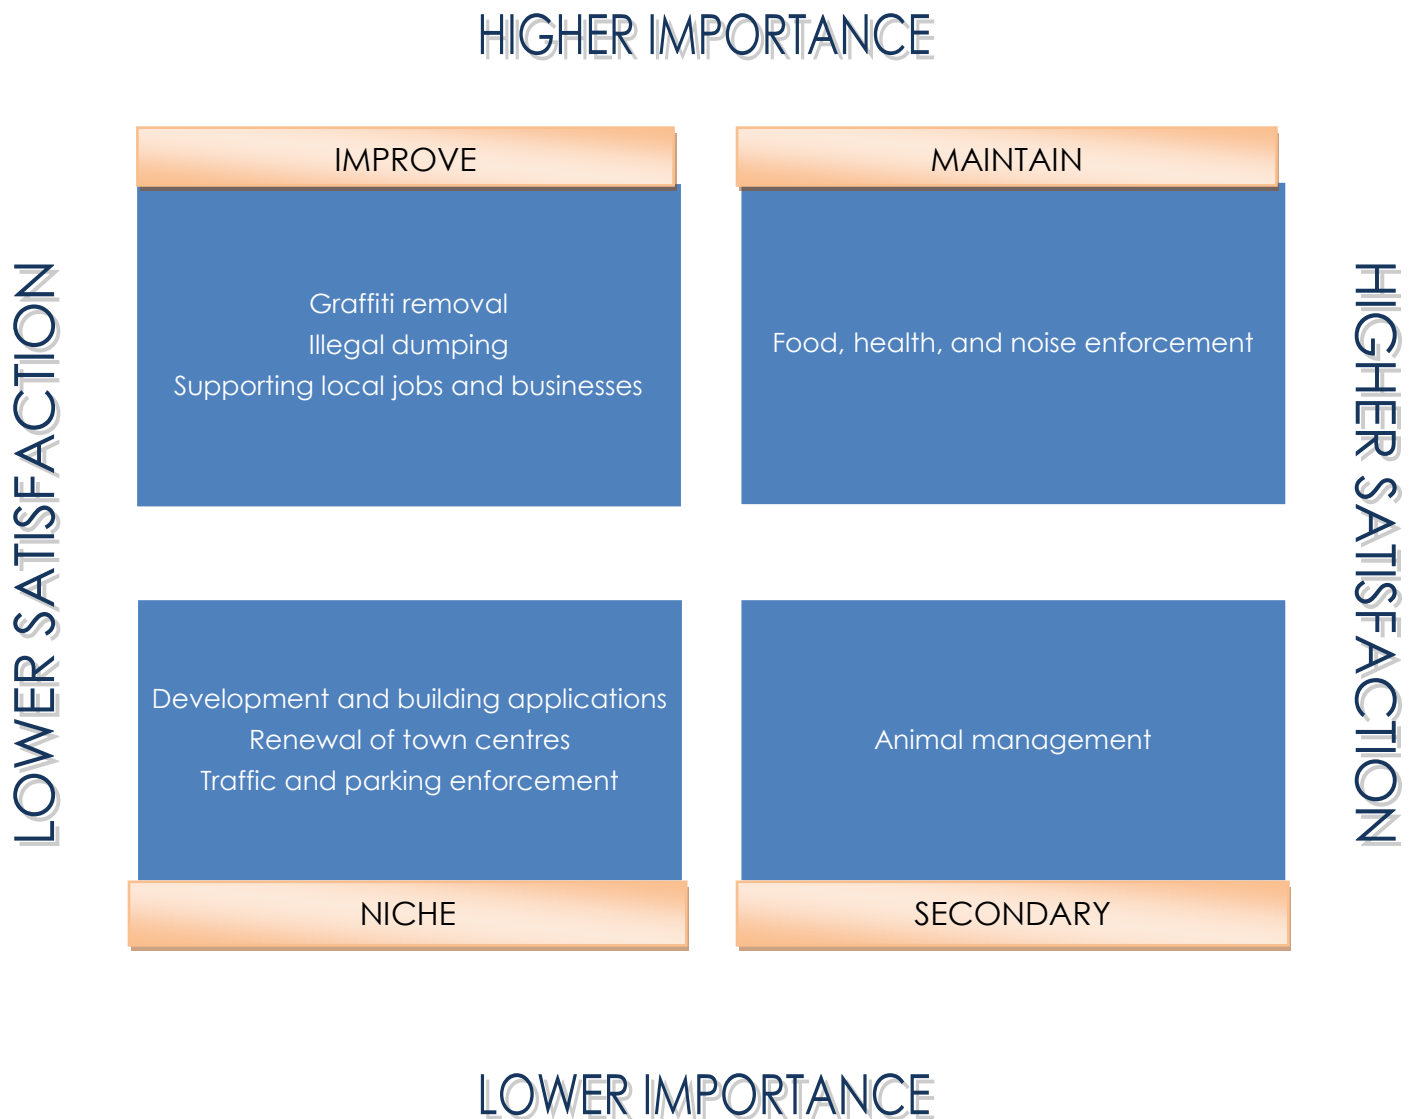 HIGHER IMPORTANCE
IMPROVE
MAINTAIN
LOWER SATISFACTION
Graffiti removal
Illegal dumping
Supporting local jobs and businesses
Food, health, and noise enforcement
HIGHER SATISFACTION
Development and building applications
Renewal of town centres
Traffic and parking enforcement
Animal management
NICHE
SECONDARY
LOWER IMPORTANCE